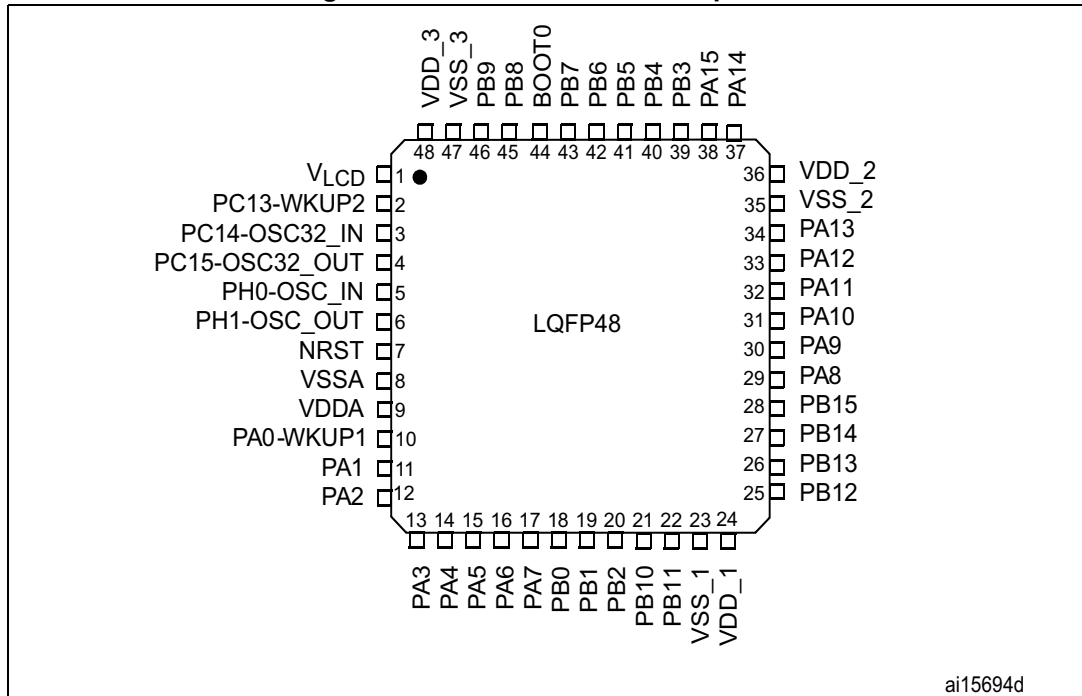 VDD_3
VSS_3
PB9
PB8
BOOT0
PB7
PB6
PB5
PB4
PB3
PA15
PA14
48 47 46 45 44 43 42 41 40 39 38 37
VLCD 1 36 VDD_2
PC13-WKUP2 2 35 VSS_2
PC14-OSC32_IN 3 34 PA13
PC15-OSC32_OUT 4 33 PA12
PH0-OSC_IN 5 32 PA11
PH1-OSC_OUT 6 LQFP48 31 PA10
NRST 7 30 PA9
VSSA 8 29 PA8
VDDA 9 28 PB15
PA0-WKUP1 10 27 PB14
PA1 11 26 PB13
PA2 12 25 PB12
13 14 15 16 17 18 19 20 21 22 23 24
PA3
PA4
PA5
PA6
PA7
PB0
PB1
PB2
PB10
PB11
VSS_1
VDD_1
ai15694d